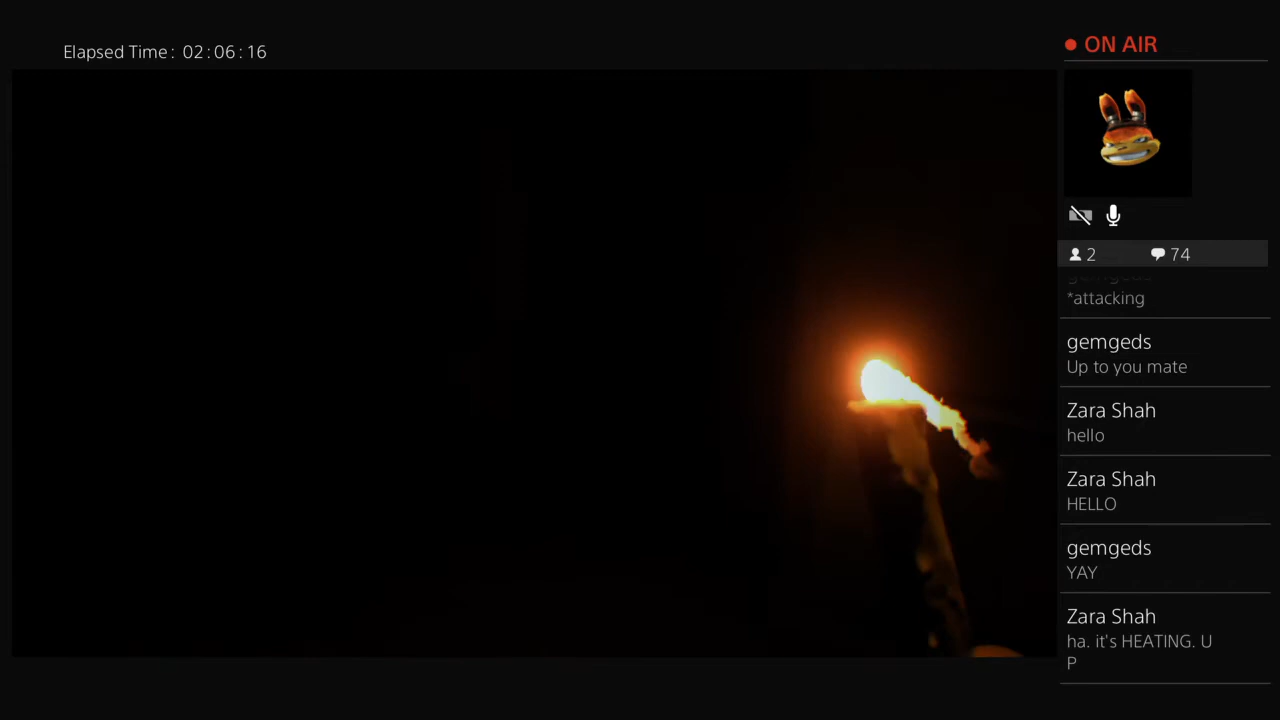 Elapsed Time: 02:06:16
ON AIR
2 74
*attacking
gemgeds
Up to you mate
Zara Shah
hello
Zara Shah
HELLO
gemgeds
YAY
Zara Shah
ha. it's HEATING. U
P